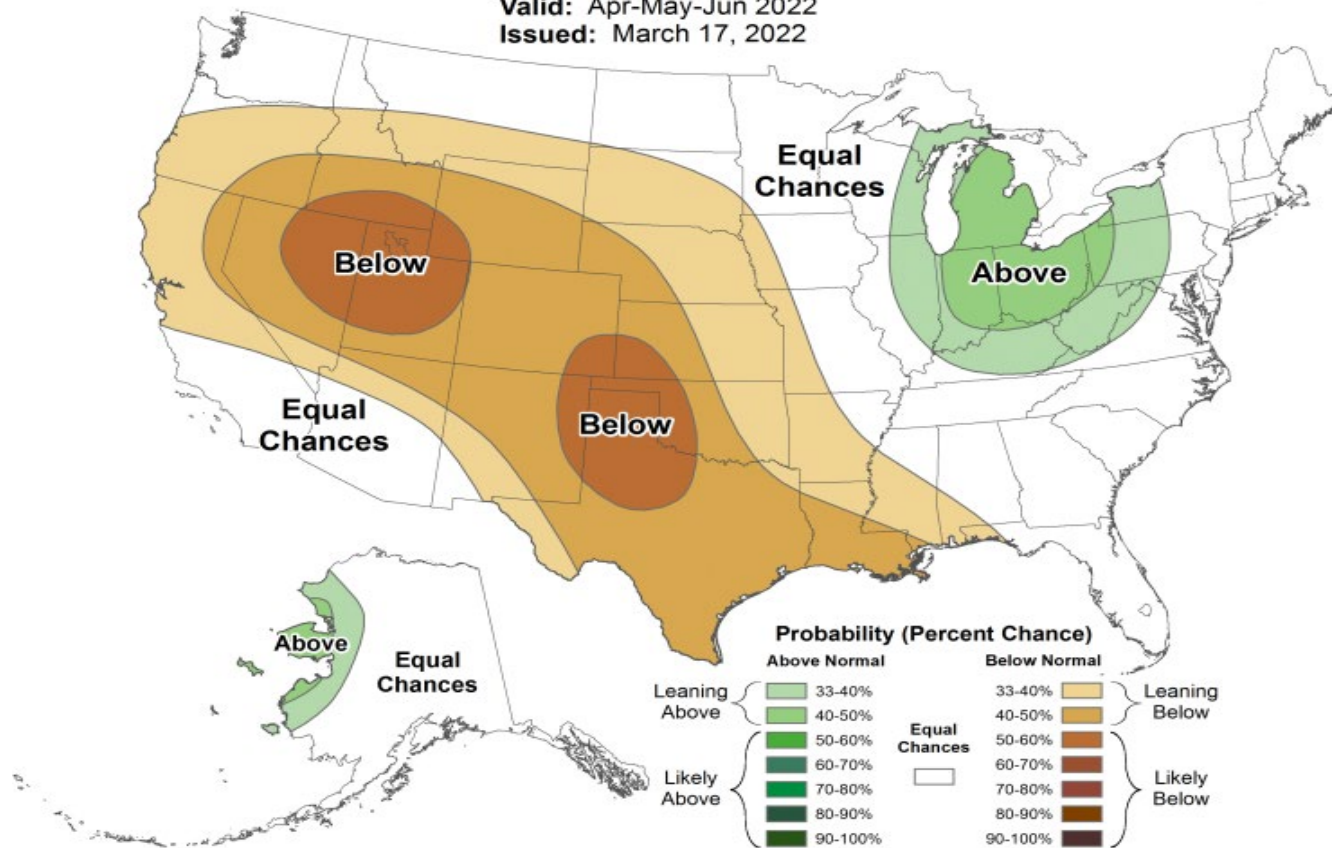 Valid: Apr-May-Jun 2022
Issued: March 17, 2022
Equal
Chances
Below
Above
Equal
Chances
Below
Above
Equal
Chances
Probability (Percent Chance)
Above Normal
Below Normal
Leaning
Above
33-40%
40-50%
Likely
Above
50-60%
60-70%
70-80%
80-90%
90-100%
Equal
Chances
33-40%
40-50%
Leaning
Below
50-60%
60-70%
70-80%
80-90%
90-100%
Likely
Below